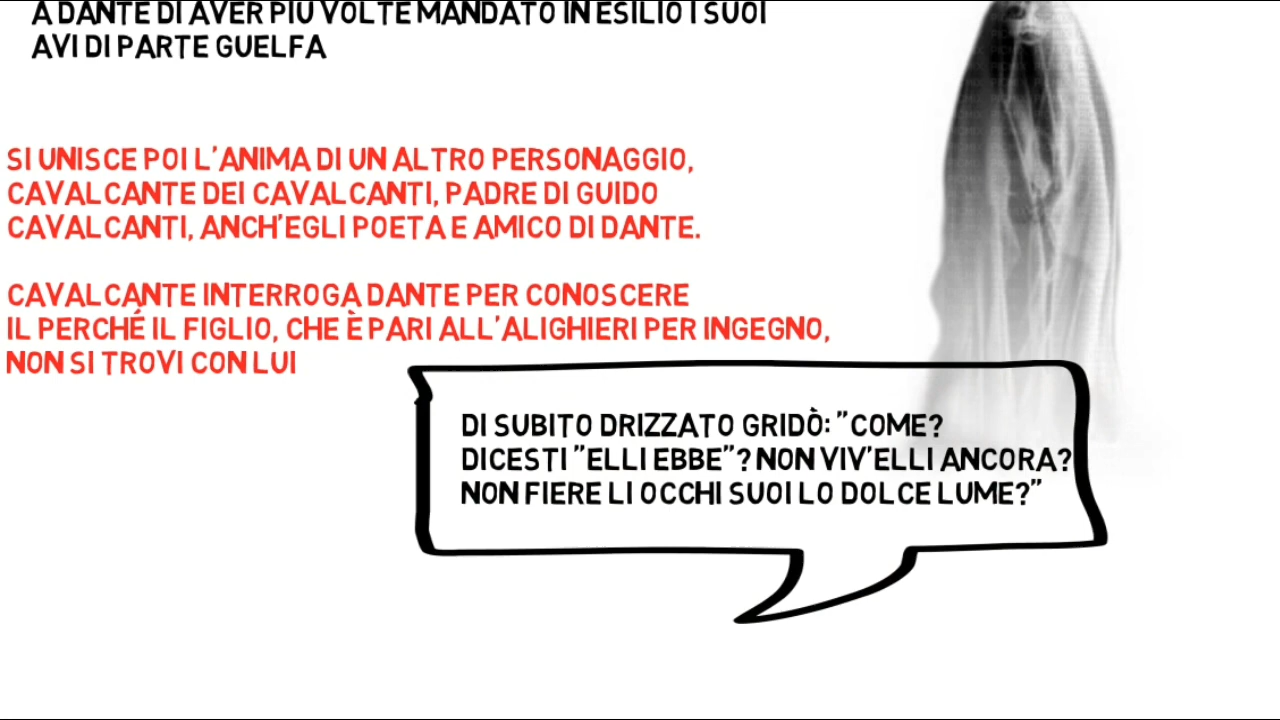 A DANTE DI AVER PIÙ VOLTE MANDATO IN ESILIO I SUOI
AVI DI PARTE GUELFA
SI UNISCE POI L'ANIMA DI UN ALTRO PERSONAGGIO,
CAVALCANTE DEI CAVALCANTI, PADRE DI GUIDO
CAVALCANTI, ANCH'EGLI POETA E AMICO DI DANTE.
CAVALCANTE INTERROGA DANTE PER CONOSCERE
IL PERCHÉ IL FIGLIO, CHE È PARI ALL'ALIGHIERI PER INGEGNO,
NON SI TROVI CON LUI
DI SUBITO DRIZZATO GRIDÒ: "COME?
DICESTI "ELLI EBBE"? NON VIV'ELLI ANCORA?
NON FIERE LI OCCHI SUOI LO DOLCE LUME?"